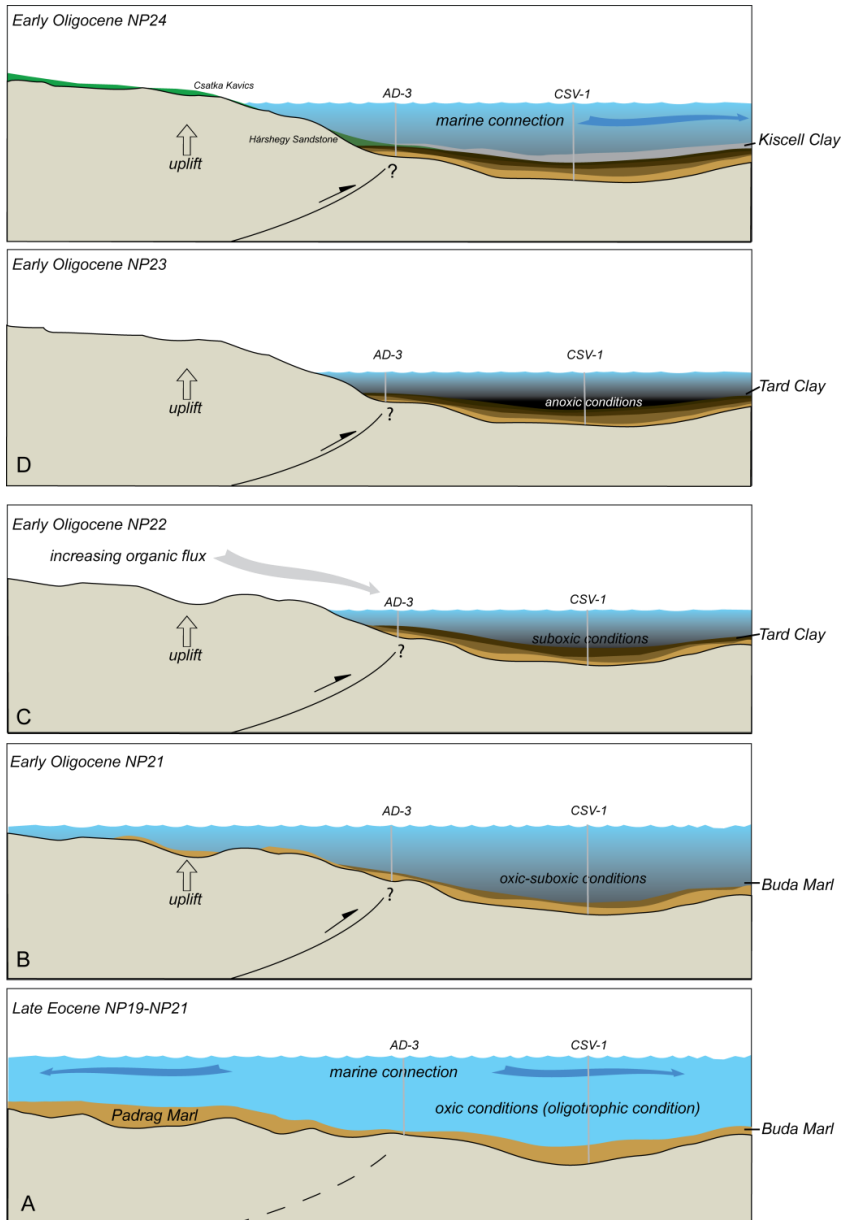 Early Oligocene NP24
Csatka Kavics
AD-3
CSV-1
marine connection
Hárshegy Sandstone
Kiscell Clay
uplift
?
Early Oligocene NP23
AD-3
CSV-1
Tard Clay
anoxic conditions
uplift
?
D
Early Oligocene NP22
increasing organic flux
AD-3
CSV-1
suboxic conditions
Tard Clay
uplift
?
C
Early Oligocene NP21
AD-3
CSV-1
oxic-suboxic conditions
Buda Marl
uplift
?
B
Late Eocene NP19-NP21
AD-3
CSV-1
marine connection
Padrag Marl
oxic conditions (oligotrophic condition)
Buda Marl
A